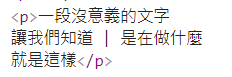 <p>一段沒意義的文字
讓我們知道 | 是在做什麼
就是這樣</p>